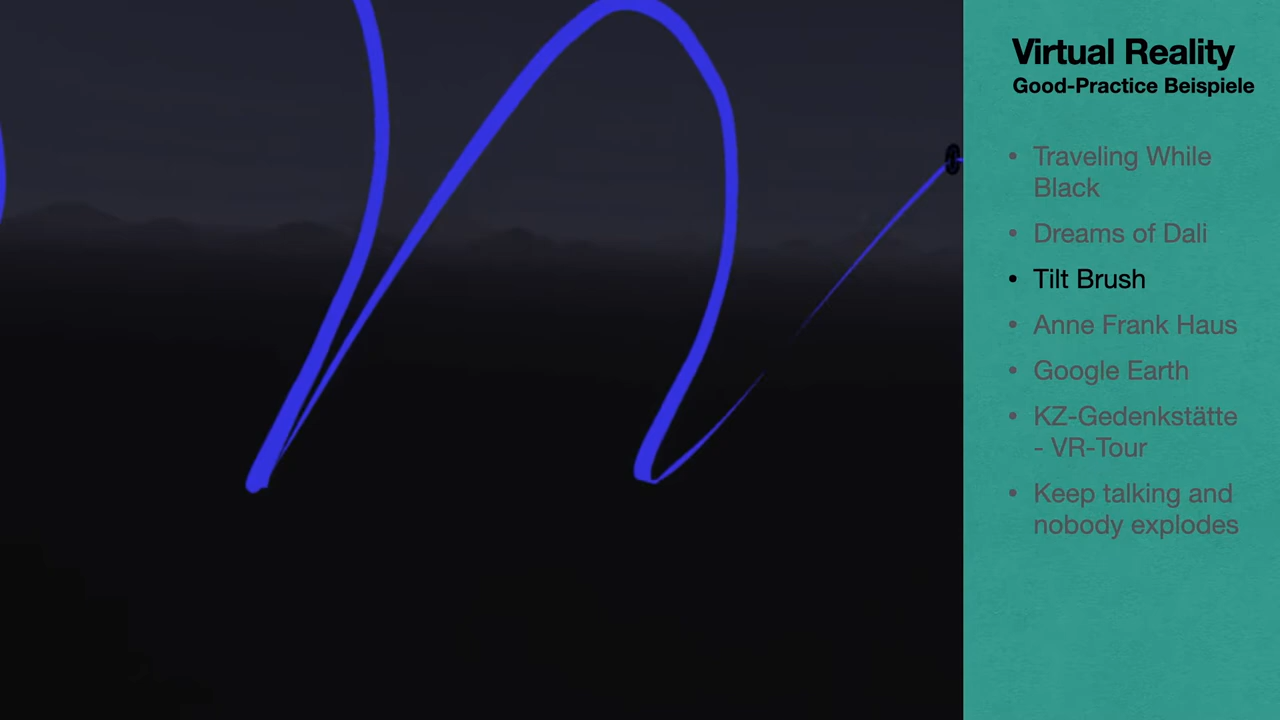 Virtual Reality
Good-Practice Beispiele
• Traveling While
Black
• Dreams of Dali
• Tilt Brush
• Anne Frank Haus
• Google Earth
• KZ-Gedenkstätte
- VR-Tour
• Keep talking and
nobody explodes